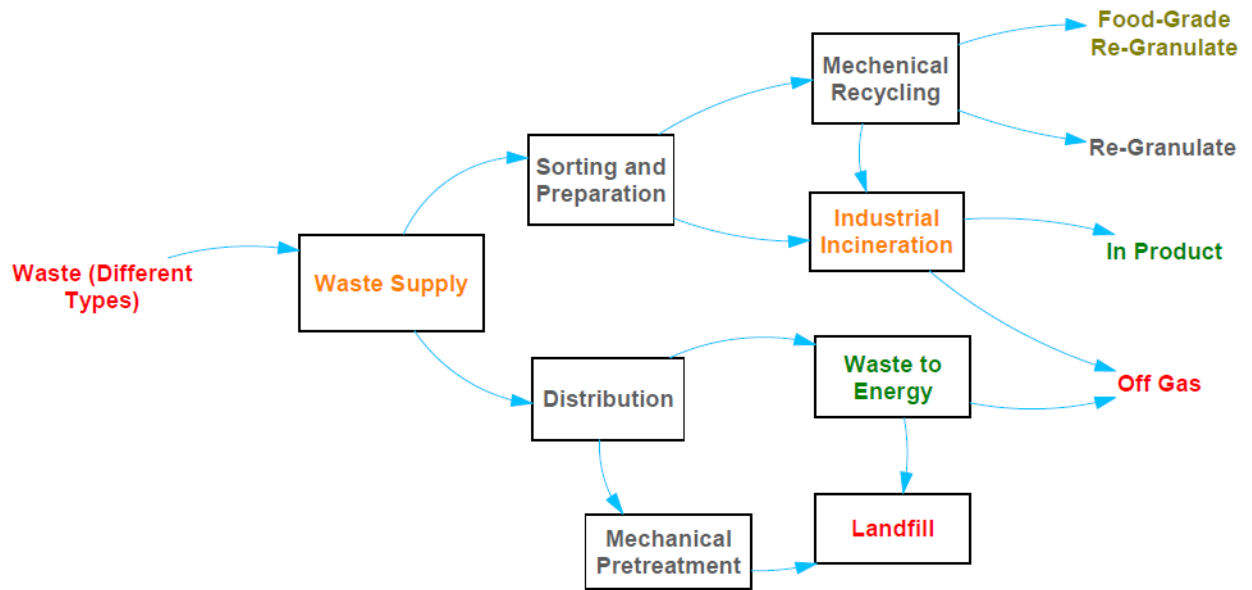 Food-Grade
Re-Granulate
Mechenical
Recycling
Re-Granulate
Sorting and
Preparation
Industrial
Incineration
In Product
Waste (Different
Types)
Waste Supply
Waste to
Energy
Off Gas
Distribution
Landfill
Mechanical
Pretreatment